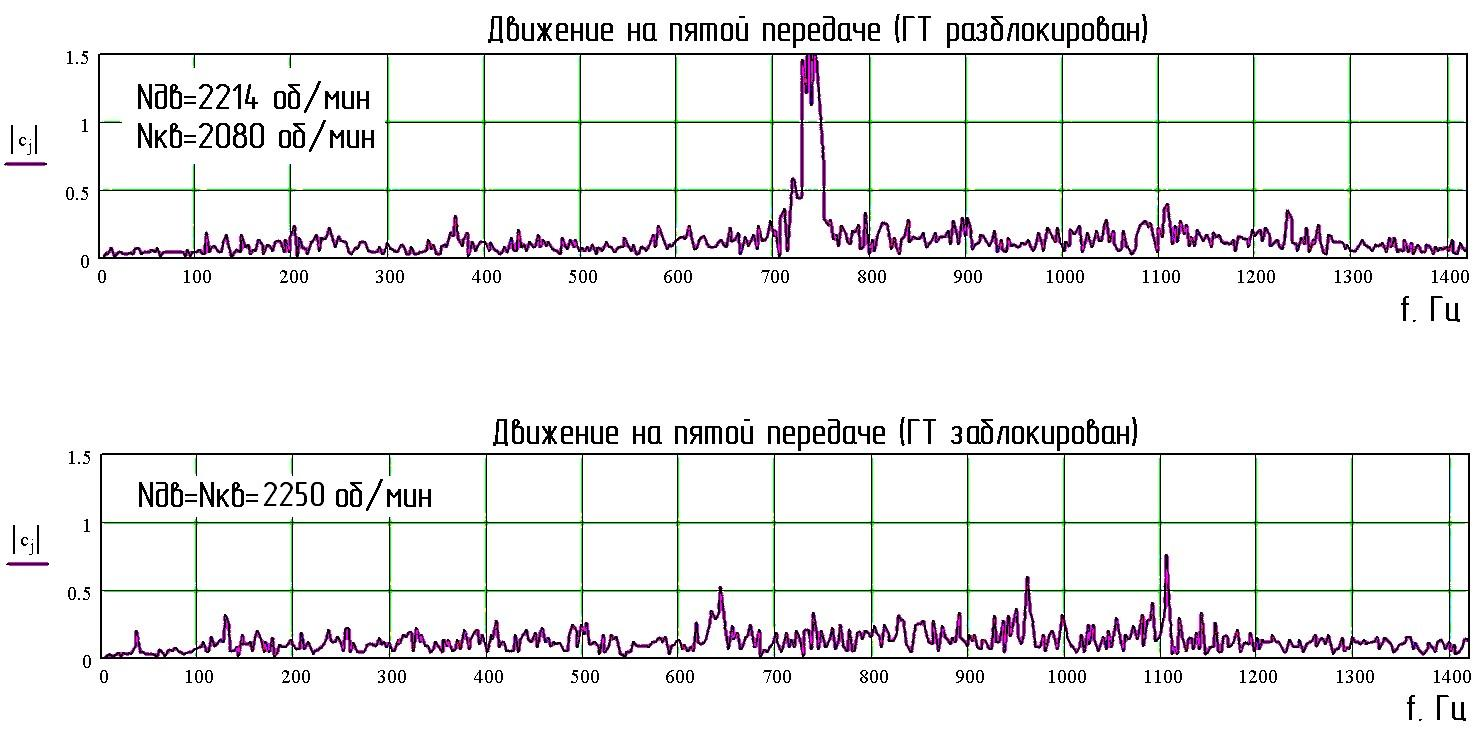 Движение на пятой передаче (ГТ разблокирован)
Nдв=2214 об/мин
Nкв=2080 об/мин
|cj|
1.5
1
0.5
0
0 100 200 300 400 500 600 700 800 900 1000 1100 1200 1300 1400
f. Гц
Движение на пятой передаче (ГТ заблокирован)
Nдв=Nкв=2250 об/мин
|cj|
1.5
1
0.5
0
0 100 200 300 400 500 600 700 800 900 1000 1100 1200 1300 1400
f. Гц